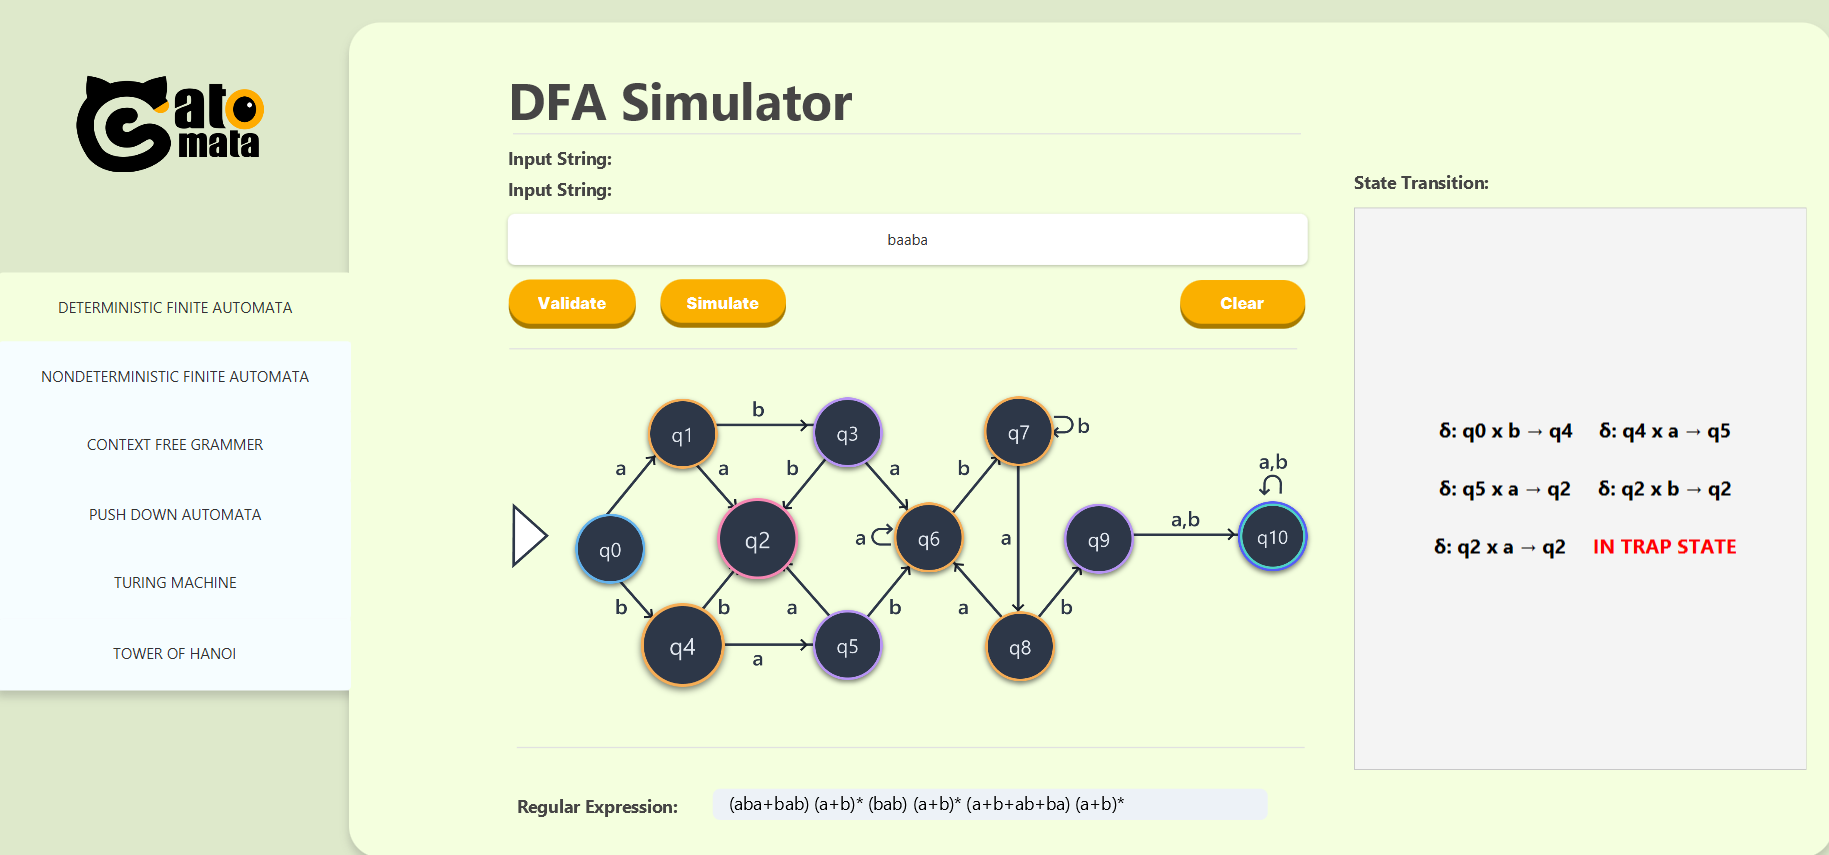 Cato
mata
DETERMINISTIC FINITE AUTOMATA
NONDETERMINISTIC FINITE AUTOMATA
CONTEXT FREE GRAMMER
PUSH DOWN AUTOMATA
TURING MACHINE
TOWER OF HANOI
DFA Simulator
Input String:
Input String:
baaba
Validate Simulate Clear
b
q1 q3 q7 b
a a b a b a,b
q0 q2 a q6 a q9 a,b q10
b b a b a b
q4 a q5 q8
Regular Expression: (aba+bab) (a+b)* (bab) (a+b)* (a+b+ab+ba) (a+b)*
State Transition:
δ: q0 x b → q4 δ: q4 x a → q5
δ: q5 x a → q2 δ: q2 x b → q2
δ: q2 x a → q2 IN TRAP STATE